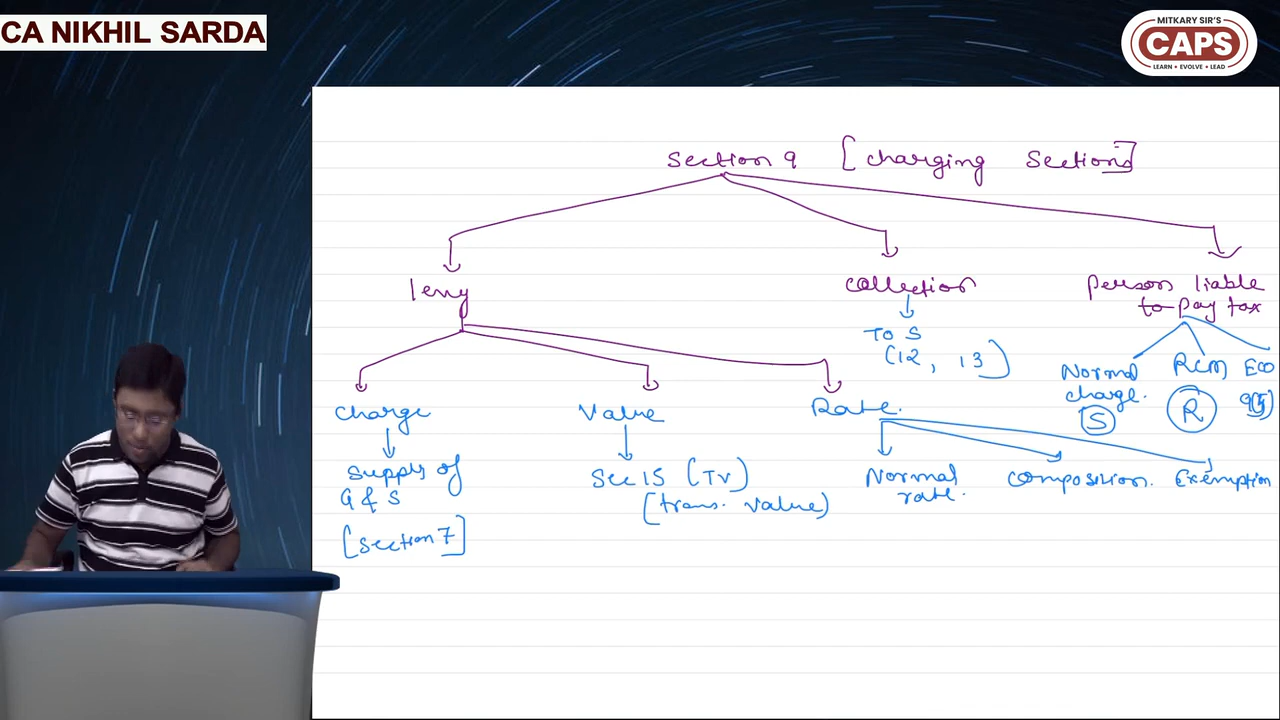 CA NIKHIL SARDA
MITKARY SIR'S
CAPS
LEARN • EVOLVE • LEAD
Section 9 [charging Sections]
levy
collection
person liable
to pay tax
To S
(12, 13)
Normal
charge.
S
RCM
R
ECO
9(5)
charge
Value
Rate.
Supply of
G & S
[Section 7]
Sec 15 (TV)
[trans. value)
Normal
rate.
composition.
Exemption